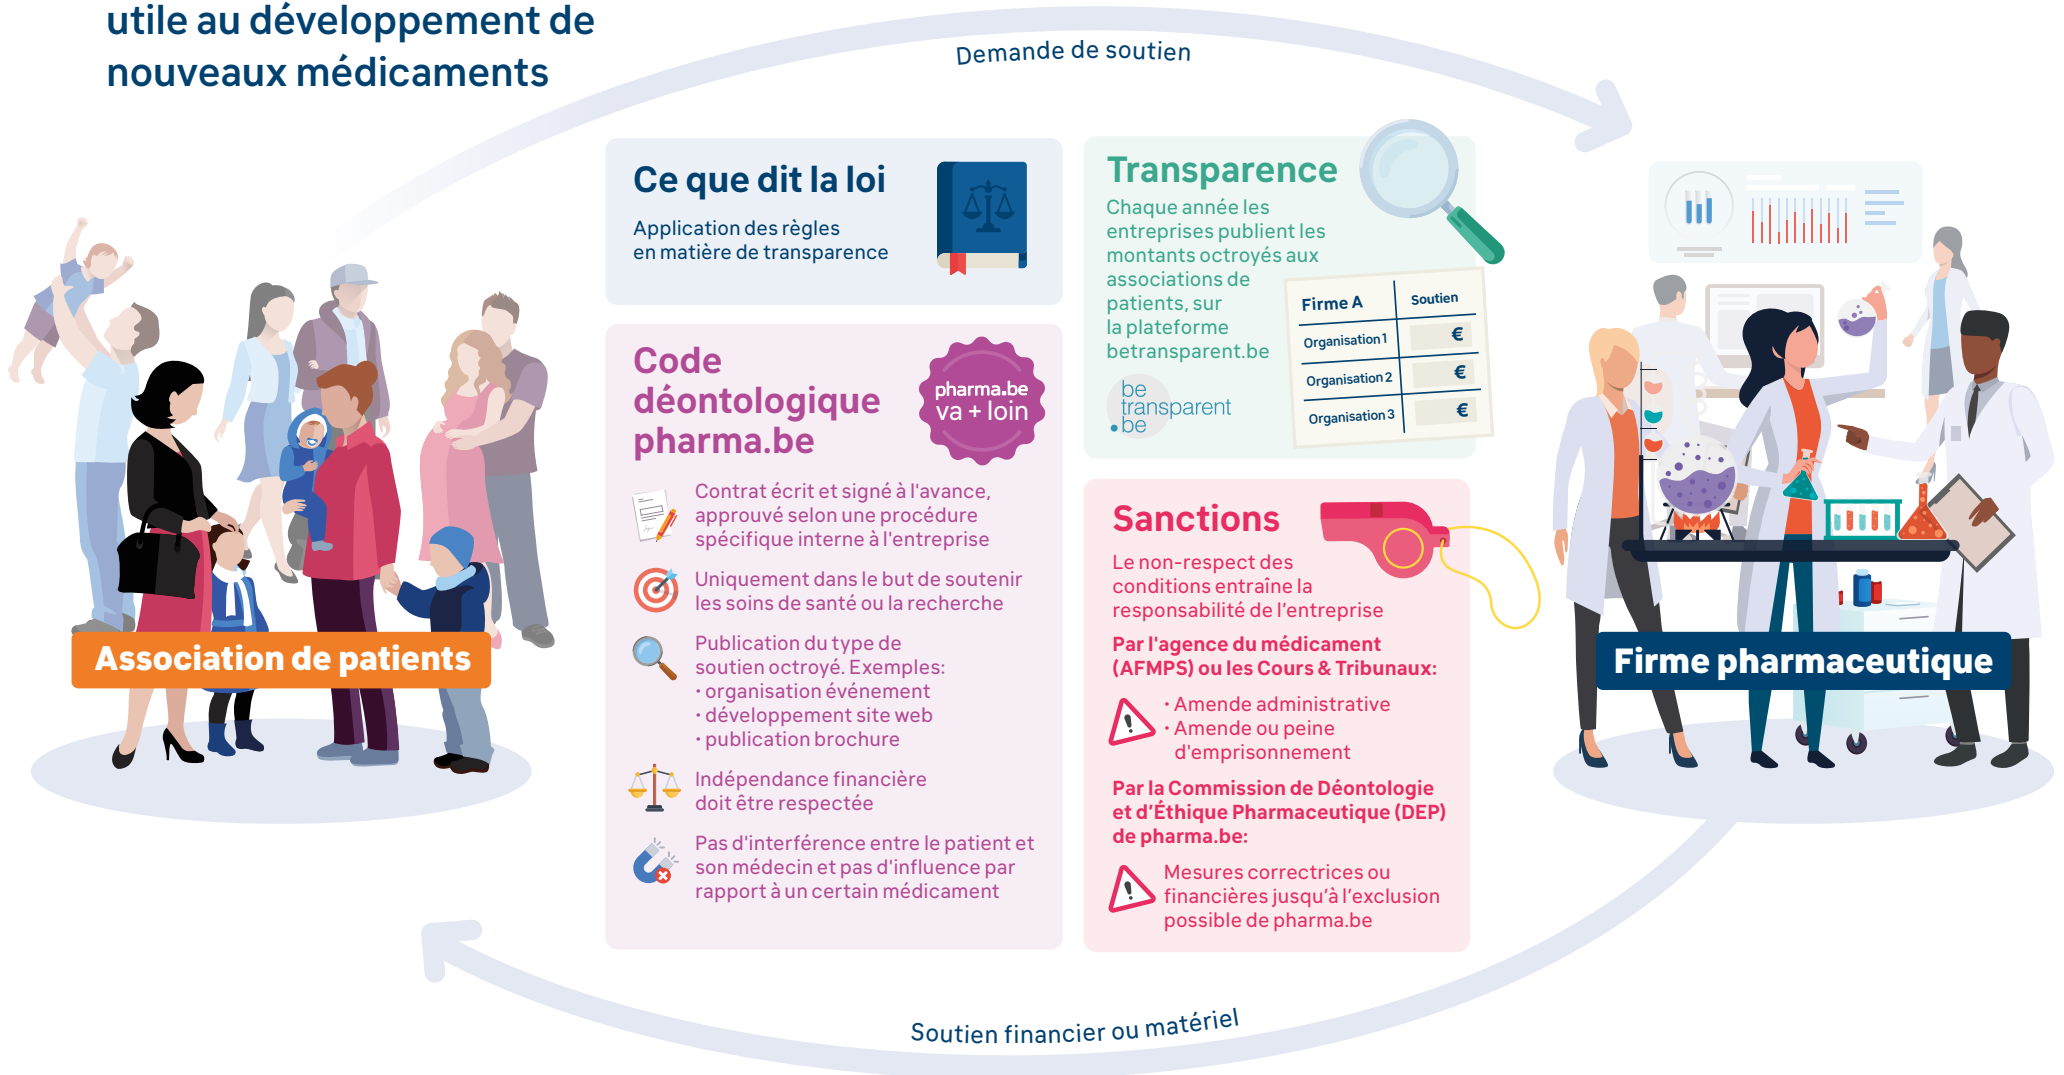 utile au développement de
nouveaux médicaments
Demande de soutien
Ce que dit la loi
Application des règles
en matière de transparence
Code
déontologique
pharma.be
pharma.be
va + loin
Contrat écrit et signé à l'avance,
approuvé selon une procédure
spécifique interne à l'entreprise
Uniquement dans le but de soutenir
les soins de santé ou la recherche
Publication du type de
soutien octroyé. Exemples:
· organisation événement
· développement site web
· publication brochure
Indépendance financière
doit être respectée
Pas d'interférence entre le patient et
son médecin et pas d'influence par
rapport à un certain médicament
Transparence
Chaque année les
entreprises publient les
montants octroyés aux
associations de
patients, sur
la plateforme
betransparent.be
be
transparent
.be
Firme A Soutien
Organisation 1 €
Organisation 2 €
Organisation 3 €
Sanctions
Le non-respect des
conditions entraîne la
responsabilité de l’entreprise
Par l'agence du médicament
(AFMPS) ou les Cours & Tribunaux:
· Amende administrative
· Amende ou peine
d'emprisonnement
Par la Commission de Déontologie
et d’Éthique Pharmaceutique (DEP)
de pharma.be:
Mesures correctrices ou
financières jusqu’à l’exclusion
possible de pharma.be
Association de patients
Firme pharmaceutique
Soutien financier ou matériel